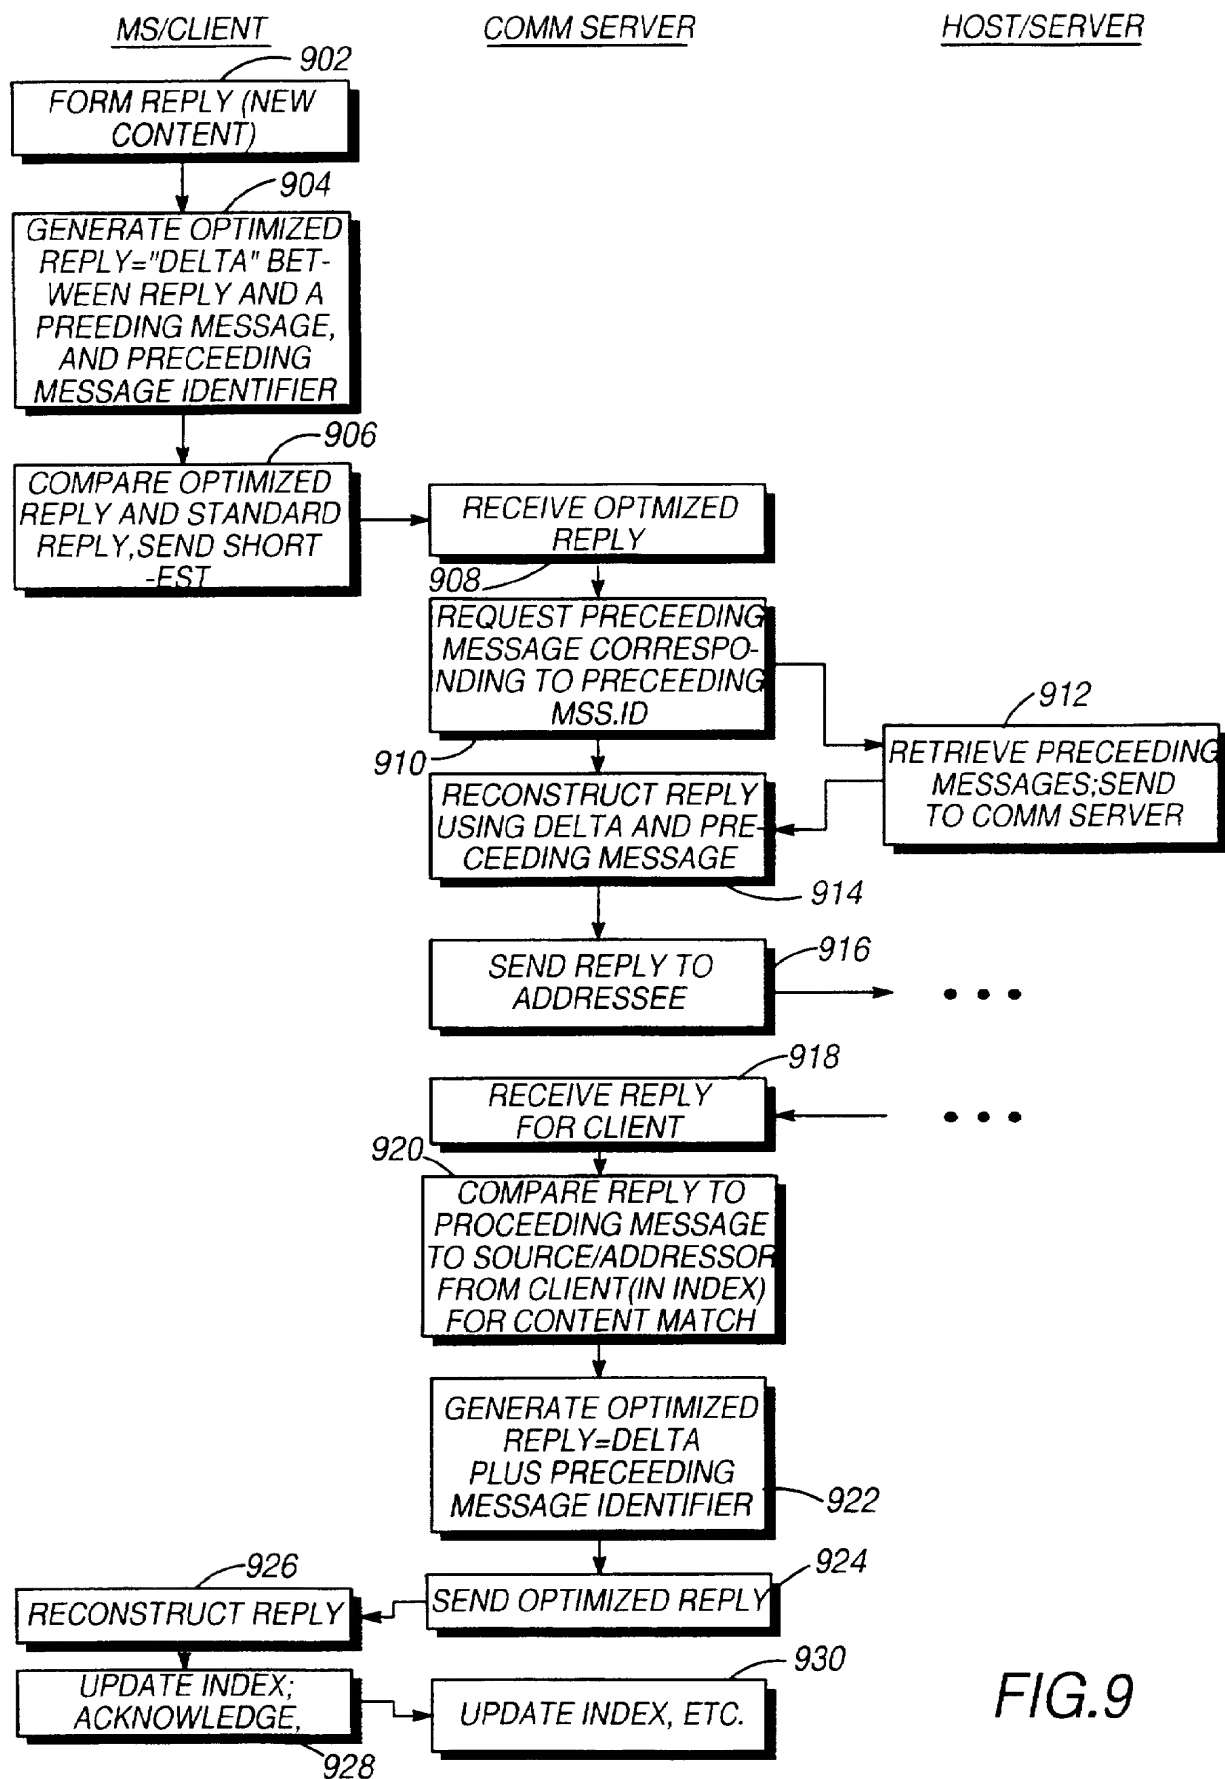 MS/CLIENT
COMM SERVER
HOST/SERVER
902
FORM REPLY (NEW
CONTENT)
904
GENERATE OPTIMIZED
REPLY="DELTA" BET-
WEEN REPLY AND A
PREEDING MESSAGE,
AND PRECEEDING
MESSAGE IDENTIFIER
906
COMPARE OPTIMIZED
REPLY AND STANDARD
REPLY,SEND SHORT
-EST
RECEIVE OPTMIZED
REPLY
908
REQUEST PRECEEDING
MESSAGE CORRESPO-
NDING TO PRECEEDING
MSS.ID
910
912
RETRIEVE PRECEEDING
MESSAGES;SEND
TO COMM SERVER
RECONSTRUCT REPLY
USING DELTA AND PRE-
CEEDING MESSAGE
914
916
SEND REPLY TO
ADDRESSEE
918
RECEIVE REPLY
FOR CLIENT
920
COMPARE REPLY TO
PROCEEDING MESSAGE
TO SOURCE/ADDRESSOR
FROM CLIENT(IN INDEX)
FOR CONTENT MATCH
GENERATE OPTIMIZED
REPLY=DELTA
PLUS PRECEEDING
MESSAGE IDENTIFIER
922
924
SEND OPTIMIZED REPLY
926
RECONSTRUCT REPLY
UPDATE INDEX;
ACKNOWLEDGE,
928
930
UPDATE INDEX, ETC.
FIG.9